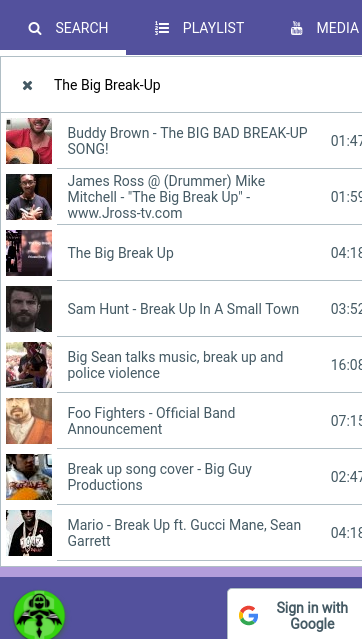 SEARCH PLAYLIST MEDIA
The Big Break-Up
Buddy Brown - The BIG BAD BREAK-UP
SONG!
01:47
James Ross @ (Drummer) Mike
Mitchell - "The Big Break Up" -
www.Jross-tv.com
01:59
The Big Break Up
04:18
Sam Hunt - Break Up In A Small Town
03:52
Big Sean talks music, break up and
police violence
16:08
Foo Fighters - Official Band
Announcement
07:15
Break up song cover - Big Guy
Productions
02:47
Mario - Break Up ft. Gucci Mane, Sean
Garrett
04:18
Sign in with
Google